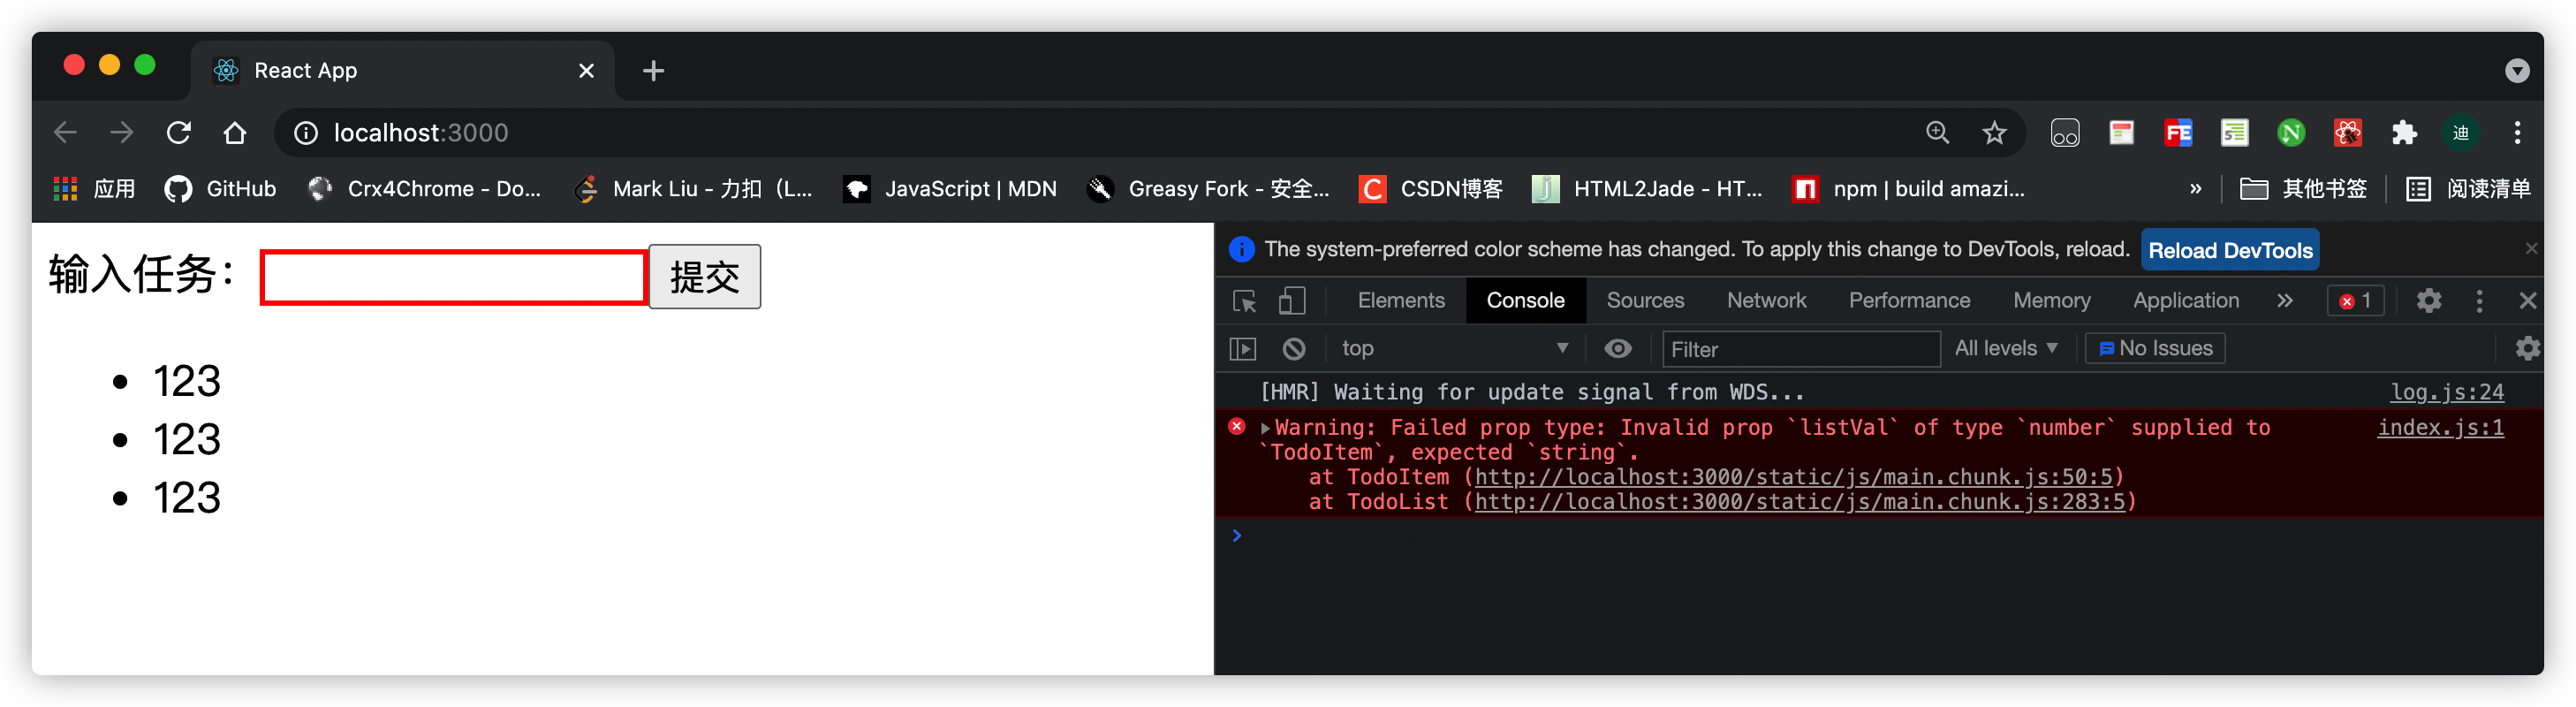 React App
localhost:3000
迪
应用
GitHub
Crx4Chrome - Do...
Mark Liu - 力扣（L...
JavaScript | MDN
Greasy Fork - 安全...
CSDN博客
HTML2Jade - HT...
npm | build amazi...
»
其他书签
阅读清单
输入任务：
提交
• 123
• 123
• 123
The system-preferred color scheme has changed. To apply this change to DevTools, reload.
Reload DevTools
Elements
Console
Sources
Network
Performance
Memory
Application
»
1
top
Filter
All levels
No Issues
[HMR] Waiting for update signal from WDS...
log.js:24
Warning: Failed prop type: Invalid prop `listVal` of type `number` supplied to
index.js:1
`TodoItem`, expected `string`.
at TodoItem (http://localhost:3000/static/js/main.chunk.js:50:5)
at TodoList (http://localhost:3000/static/js/main.chunk.js:283:5)